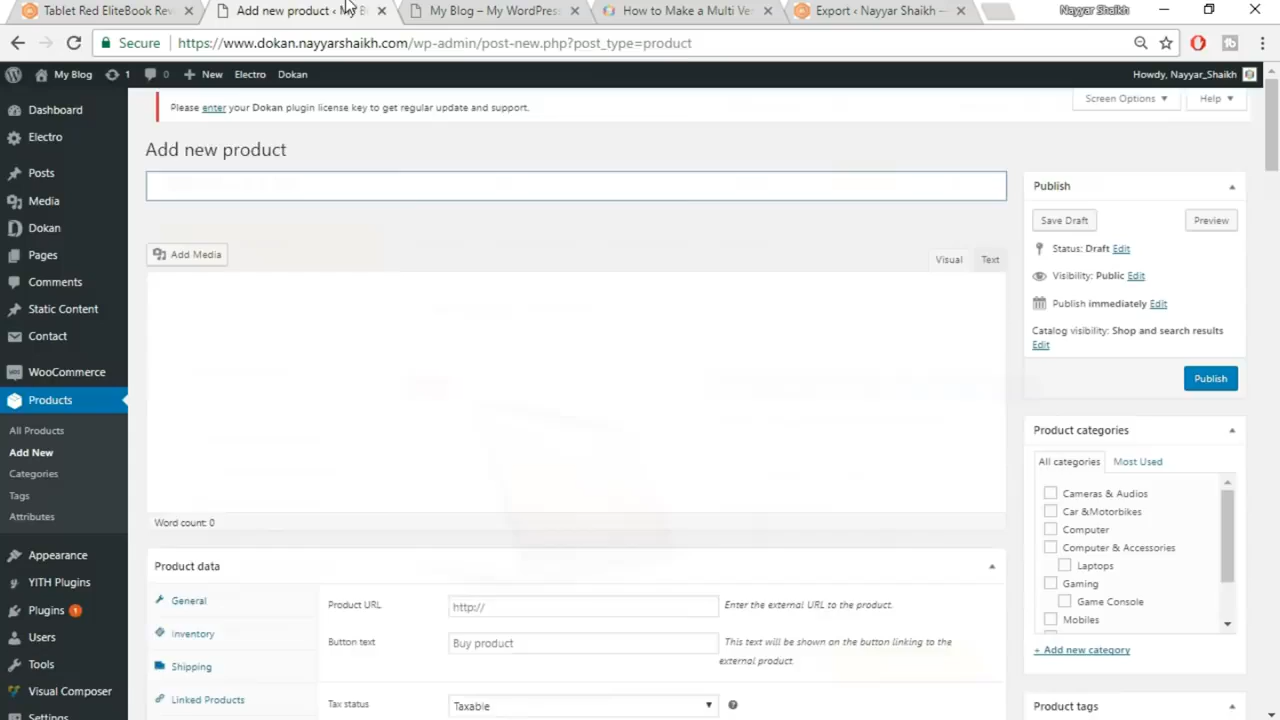 Tablet Red EliteBook Rev
Add new product ‹ My B
My Blog – My WordPress
How to Make a Multi Ven
Export ‹ Nayyar Shaikh —
Nayyar Shaikh
Secure
https://www.dokan.nayyarshaikh.com/wp-admin/post-new.php?post_type=product
My Blog 1 0 New Electro Dokan
Howdy, Nayyar_Shaikh
Dashboard
Electro
Posts
Media
Dokan
Pages
Comments
Static Content
Contact
WooCommerce
Products
All Products
Add New
Categories
Tags
Attributes
Appearance
YITH Plugins
Plugins 1
Users
Tools
Visual Composer
Settings
Please enter your Dokan plugin license key to get regular update and support.
Screen Options
Help
Add new product
Add Media
Visual
Text
Word count: 0
Product data
General
Inventory
Shipping
Linked Products
Product URL
http://
Enter the external URL to the product.
Button text
Buy product
This text will be shown on the button linking to the
external product.
Tax status
Taxable
Publish
Save Draft
Preview
Status: Draft Edit
Visibility: Public Edit
Publish immediately Edit
Catalog visibility: Shop and search results
Edit
Publish
Product categories
All categories
Most Used
Cameras & Audios
Car &Motorbikes
Computer
Computer & Accessories
Laptops
Gaming
Game Console
Mobiles
+ Add new category
Product tags